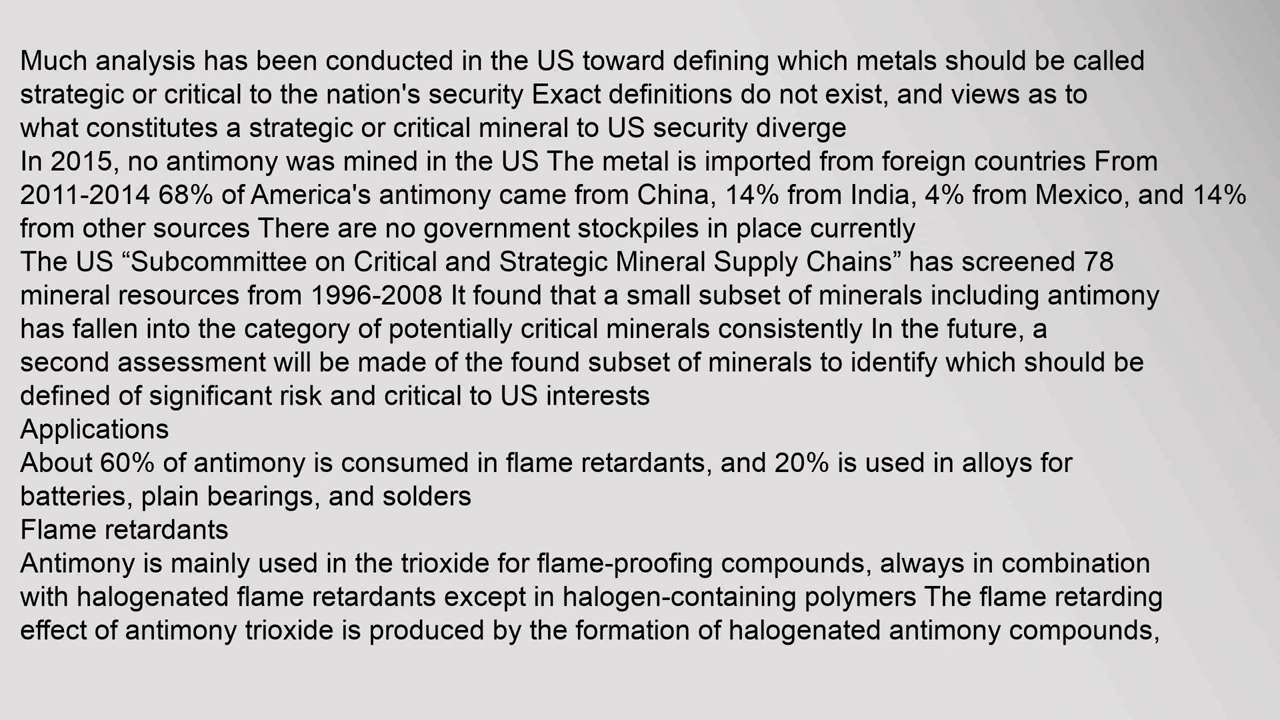 Much analysis has been conducted in the US toward defining which metals should be called
strategic or critical to the nation's security Exact definitions do not exist, and views as to
what constitutes a strategic or critical mineral to US security diverge
In 2015, no antimony was mined in the US The metal is imported from foreign countries From
2011-2014 68% of America's antimony came from China, 14% from India, 4% from Mexico, and 14%
from other sources There are no government stockpiles in place currently
The US “Subcommittee on Critical and Strategic Mineral Supply Chains” has screened 78
mineral resources from 1996-2008 It found that a small subset of minerals including antimony
has fallen into the category of potentially critical minerals consistently In the future, a
second assessment will be made of the found subset of minerals to identify which should be
defined of significant risk and critical to US interests
Applications
About 60% of antimony is consumed in flame retardants, and 20% is used in alloys for
batteries, plain bearings, and solders
Flame retardants
Antimony is mainly used in the trioxide for flame-proofing compounds, always in combination
with halogenated flame retardants except in halogen-containing polymers The flame retarding
effect of antimony trioxide is produced by the formation of halogenated antimony compounds,